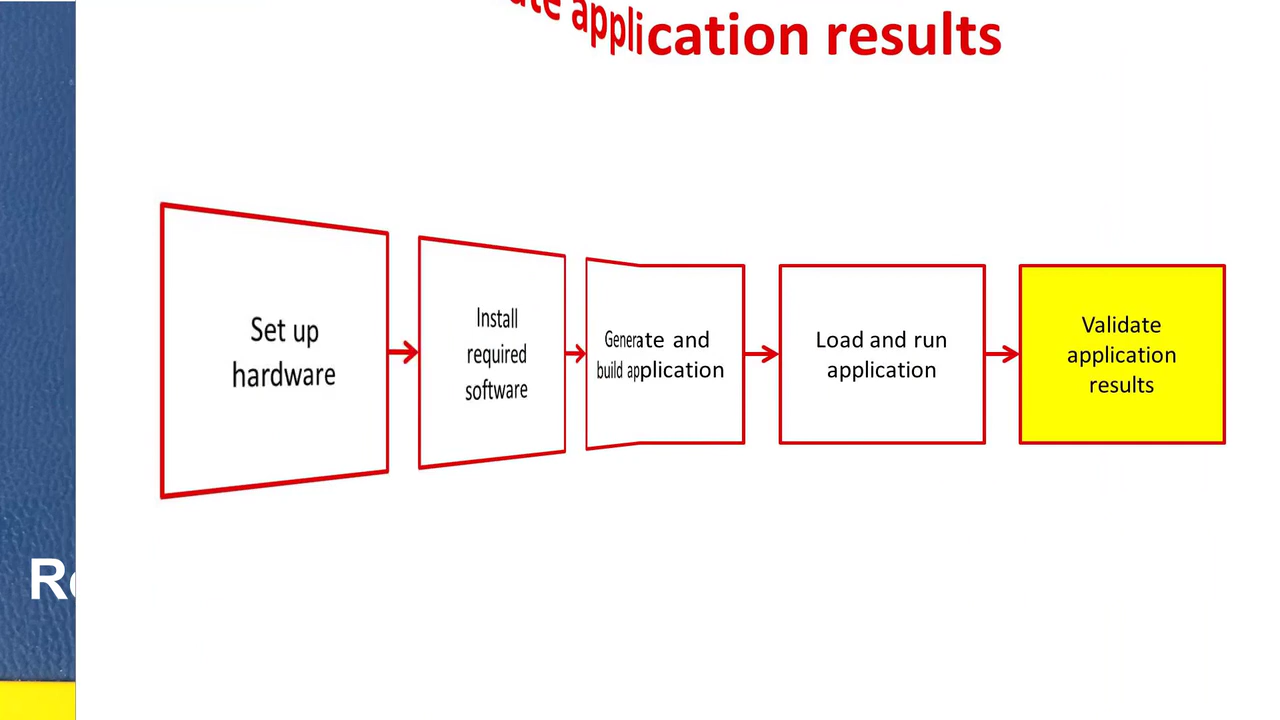 application results
Set up
hardware
Install
required
software
Generate and
build application
Load and run
application
Validate
application
results